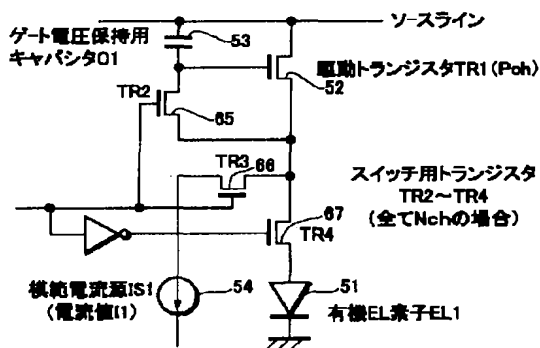 ソースライン
ゲート電圧保持用
キャパシタC1
53
駆動トランジスタTR1(Pch)
52
TR2
65
TR3
66
スイッチ用トランジスタ
TR2〜TR4
(全てNchの場合)
67
TR4
模範電流源IS1
(電流値I1)
54
51
有機EL素子EL1